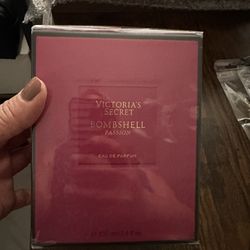 VICTORIA'S
SECRET
BOMBSHELL
PASSION
EAU DE PARFUM